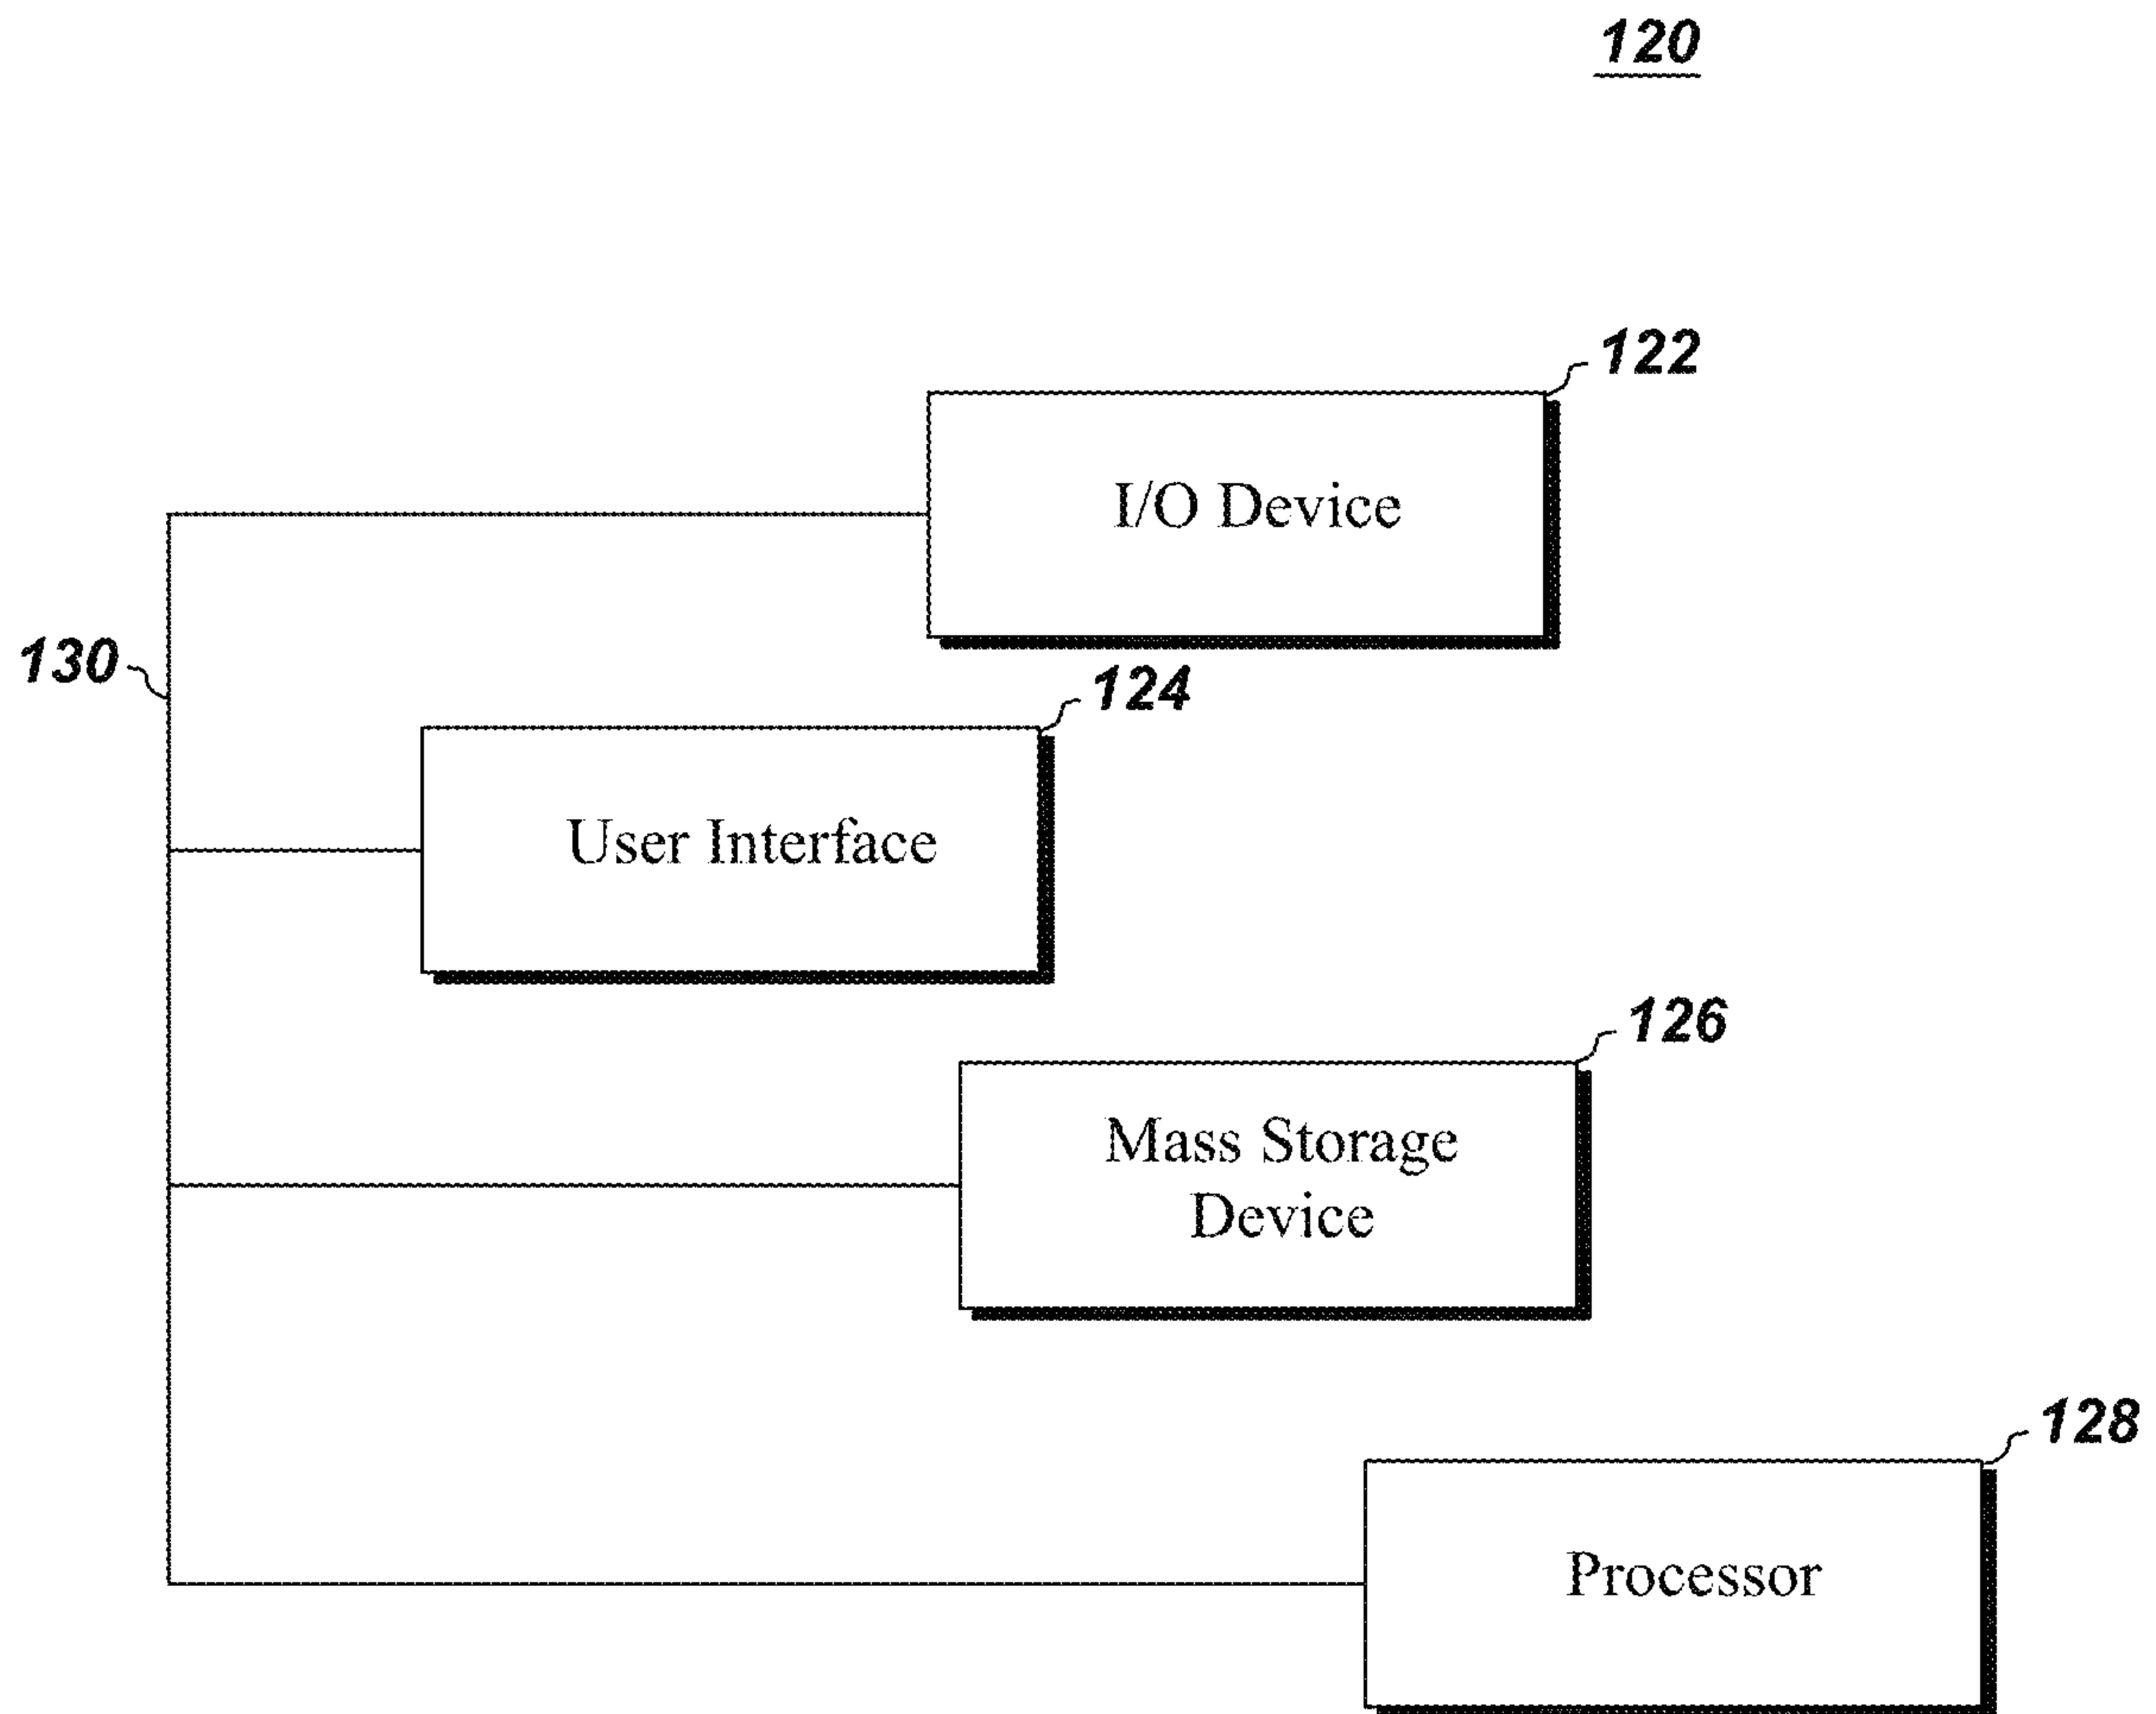 120
122
I/O Device
130
124
User Interface
126
Mass Storage
Device
128
Processor